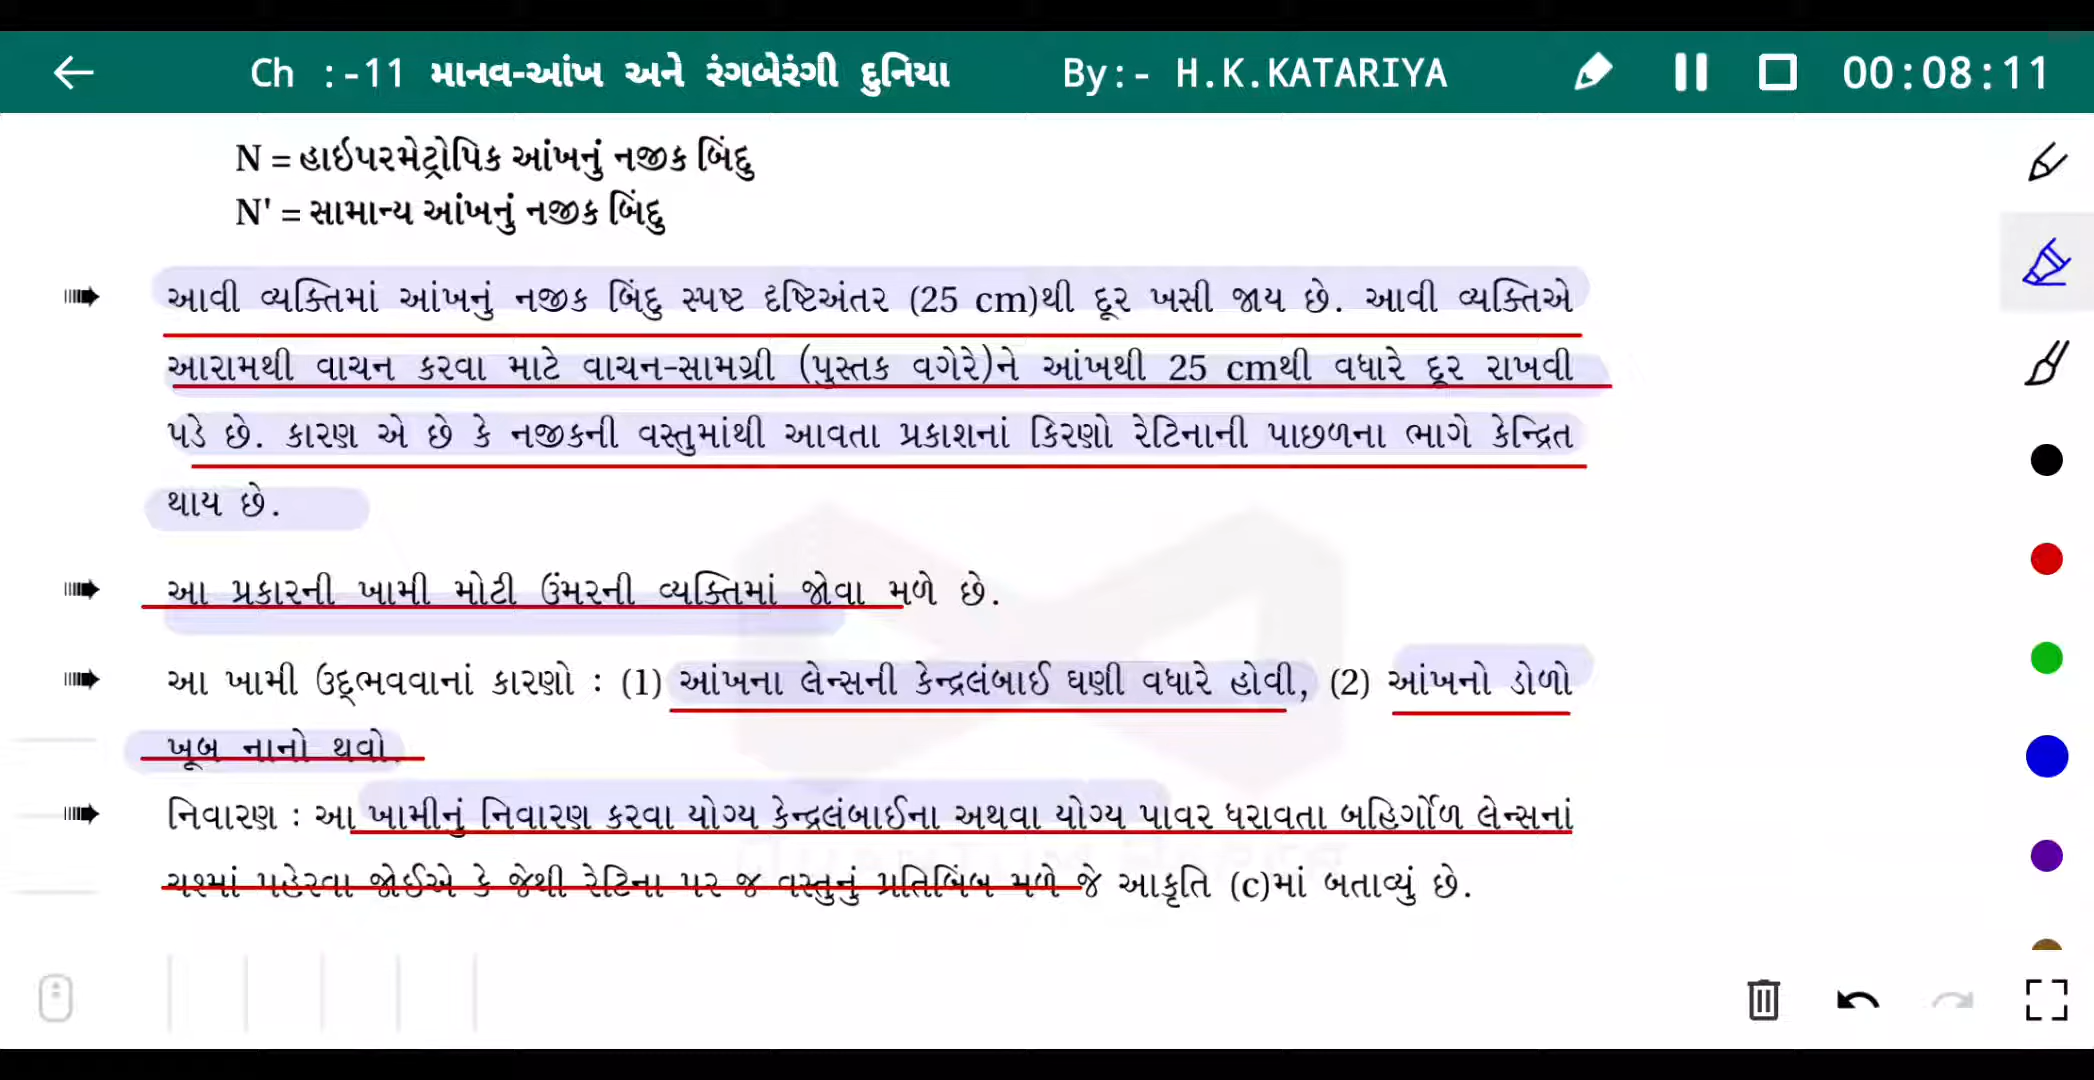 Ch :-11 માનવ-આંખ અને રંગબેરંગી દુનિયા By:- H.K.KATARIYA 00:08:11
N = હાઇપરમેટ્રોપિક આંખનું નજીક બિંદુ
N' = સામાન્ય આંખનું નજીક બિંદુ
આવી વ્યક્તિમાં આંખનું નજીક બિંદુ સ્પષ્ટ દૃષ્ટિઅંતર (25 cm)થી દૂર ખસી જાય છે. આવી વ્યક્તિએ
આરામથી વાચન કરવા માટે વાચન-સામગ્રી (પુસ્તક વગેરે)ને આંખથી 25 cmથી વધારે દૂર રાખવી
પડે છે. કારણ એ છે કે નજીકની વસ્તુમાંથી આવતા પ્રકાશનાં કિરણો રેટિનાની પાછળના ભાગે કેન્દ્રિત
થાય છે.
આ પ્રકારની ખામી મોટી ઉંમરની વ્યક્તિમાં જોવા મળે છે.
આ ખામી ઉદ્ભવવાનાં કારણો : (1) આંખના લેન્સની કેન્દ્રલંબાઈ ઘણી વધારે હોવી, (2) આંખનો ડોળો
ખૂબ નાનો થવો.
નિવારણ : આ ખામીનું નિવારણ કરવા યોગ્ય કેન્દ્રલંબાઈના અથવા યોગ્ય પાવર ધરાવતા બહિર્ગોળ લેન્સનાં
ચશ્માં પહેરવા જોઈએ કે જેથી રેટિના પર જ વસ્તુનું પ્રતિબિંબ મળે જે આકૃતિ (c)માં બતાવ્યું છે.